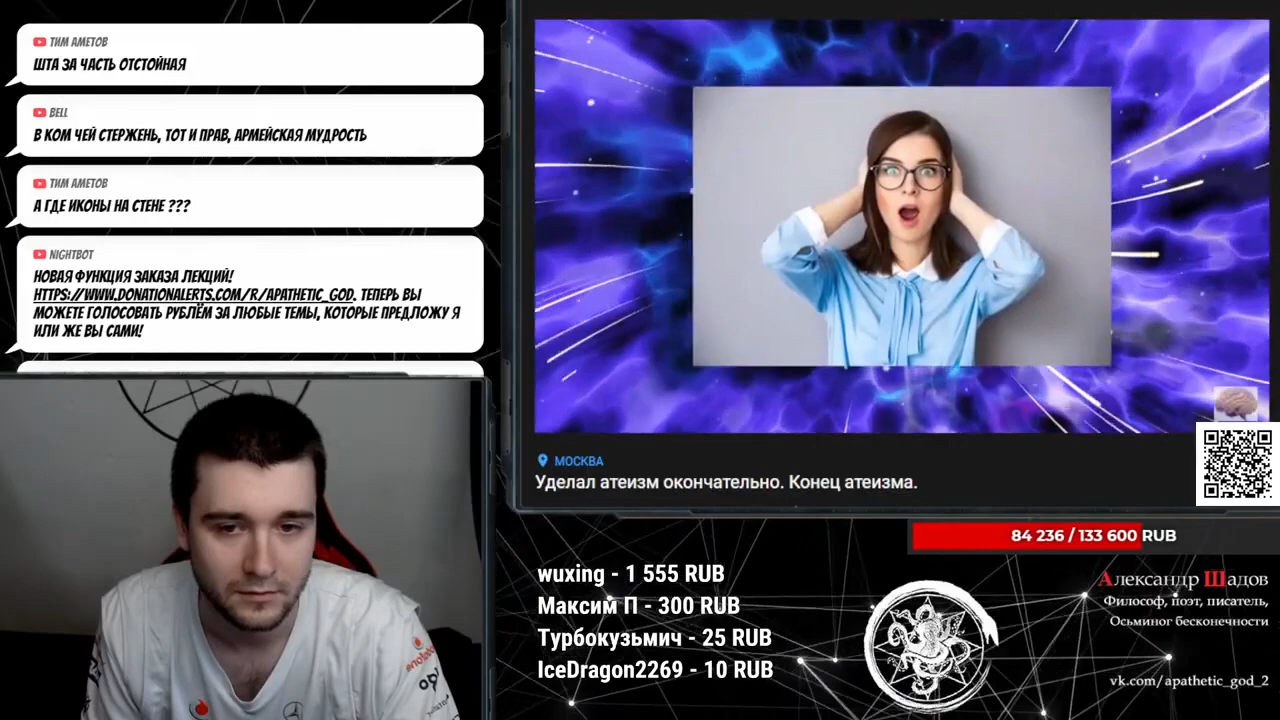 ТИМ АМЕТОВ
ШТА ЗА ЧАСТЬ ОТСТОЙНАЯ
BELL
В КОМ ЧЕЙ СТЕРЖЕНЬ, ТОТ И ПРАВ, АРМЕЙСКАЯ МУДРОСТЬ
ТИМ АМЕТОВ
А ГДЕ ИКОНЫ НА СТЕНЕ ???
NIGHTBOT
НОВАЯ ФУНКЦИЯ ЗАКАЗА ЛЕКЦИЙ!
HTTPS://WWW.DONATIONALERTS.COM/R/APATHETIC_GOD. ТЕПЕРЬ ВЫ
МОЖЕТЕ ГОЛОСОВАТЬ РУБЛЁМ ЗА ЛЮБЫЕ ТЕМЫ, КОТОРЫЕ ПРЕДЛОЖУ Я
ИЛИ ЖЕ ВЫ САМИ!
МОСКВА
Уделал атеизм окончательно. Конец атеизма.
84 236 / 133 600 RUB
wuxing - 1 555 RUB
Максим П - 300 RUB
Турбокузьмич - 25 RUB
IceDragon2269 - 10 RUB
Александр Шадов
Философ, поэт, писатель,
Осьминог бесконечности
vk.com/apathetic_god_2